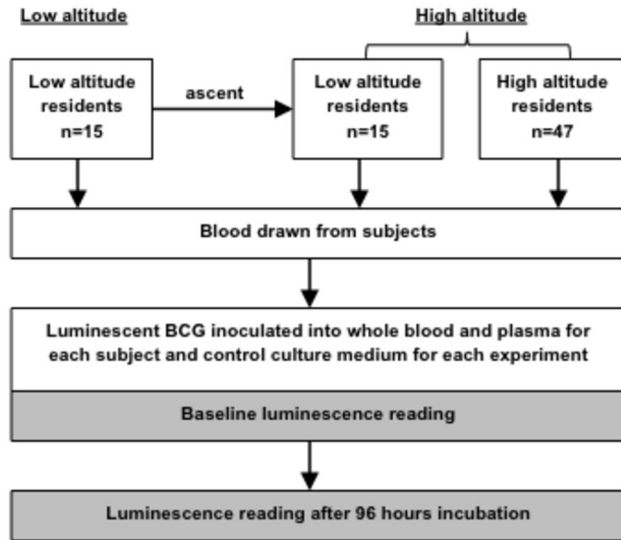 Low altitude
High altitude
Low altitude
residents
n=15
ascent
Low altitude
residents
n=15
High altitude
residents
n=47
Blood drawn from subjects
Luminescent BCG inoculated into whole blood and plasma for
each subject and control culture medium for each experiment
Baseline luminescence reading
Luminescence reading after 96 hours incubation